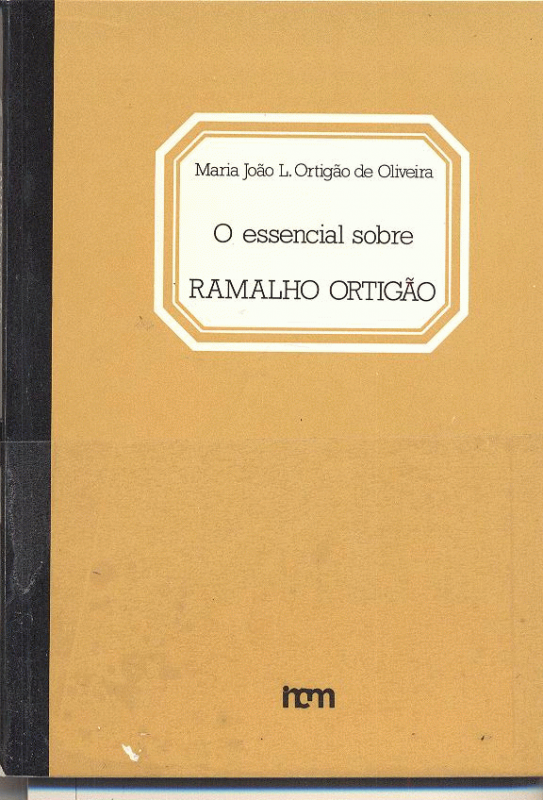 Maria João L. Ortigão de Oliveira
O essencial sobre
RAMALHO ORTIGÃO
incm